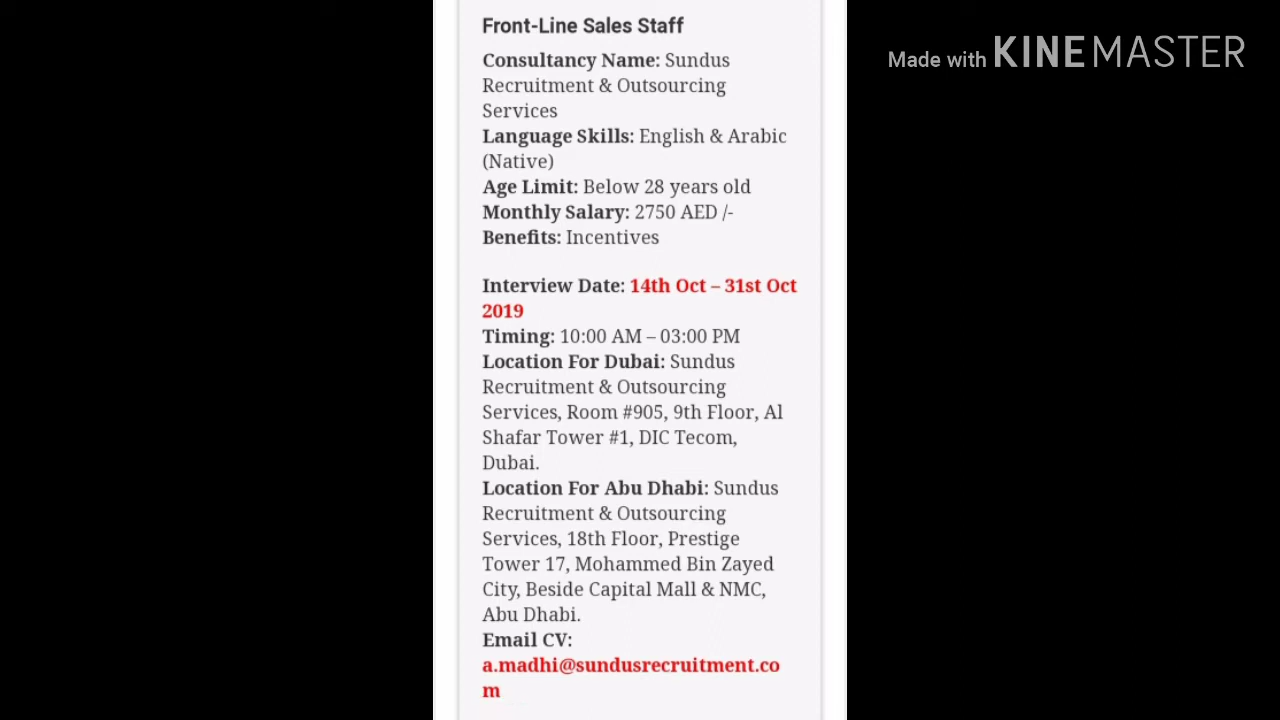 Front-Line Sales Staff
Made with KINEMASTER
Consultancy Name: Sundus
Recruitment & Outsourcing
Services
Language Skills: English & Arabic
(Native)
Age Limit: Below 28 years old
Monthly Salary: 2750 AED /-
Benefits: Incentives
Interview Date: 14th Oct – 31st Oct
2019
Timing: 10:00 AM – 03:00 PM
Location For Dubai: Sundus
Recruitment & Outsourcing
Services, Room #905, 9th Floor, Al
Shafar Tower #1, DIC Tecom,
Dubai.
Location For Abu Dhabi: Sundus
Recruitment & Outsourcing
Services, 18th Floor, Prestige
Tower 17, Mohammed Bin Zayed
City, Beside Capital Mall & NMC,
Abu Dhabi.
Email CV:
a.madhi@sundusrecruitment.co
m